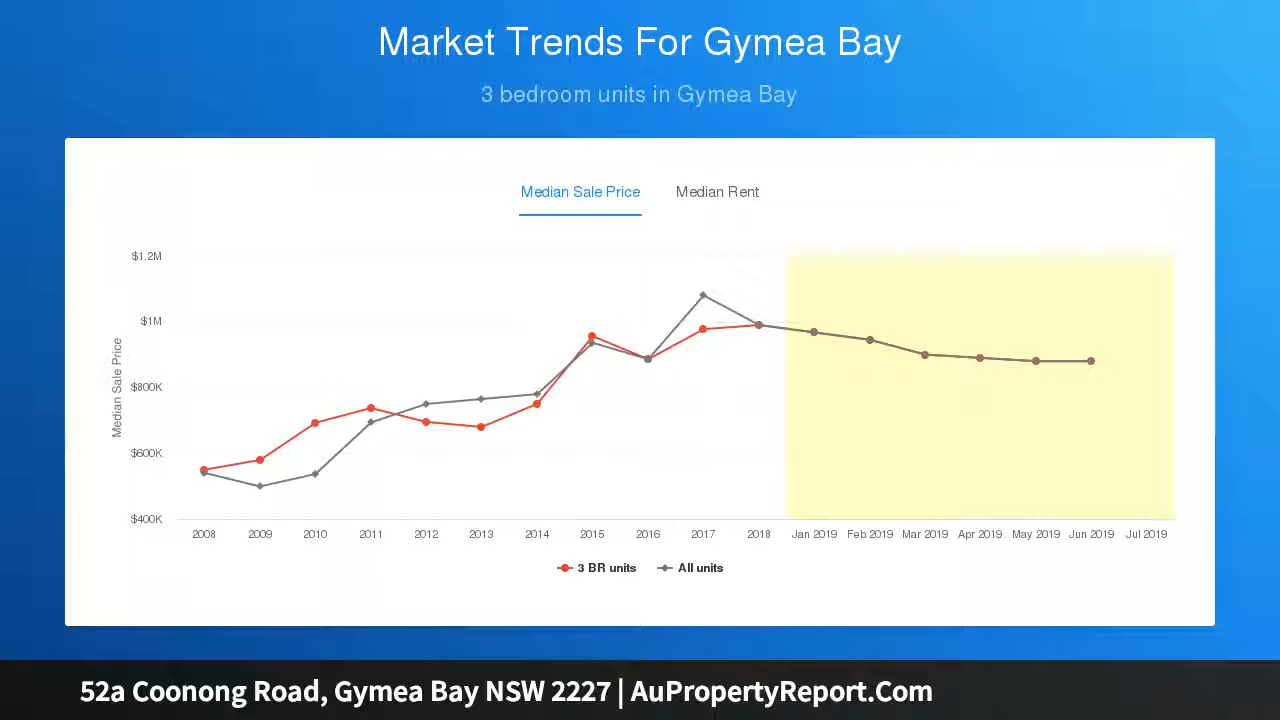 Market Trends For Gymea Bay
3 bedroom units in Gymea Bay
Median Sale Price Median Rent
$1.2M
$1M
$800K
$600K
$400K
Median Sale Price
2008 2009 2010 2011 2012 2013 2014 2015 2016 2017 2018 Jan 2019 Feb 2019 Mar 2019 Apr 2019 May 2019 Jun 2019 Jul 2019
3 BR units All units
52a Coonong Road, Gymea Bay NSW 2227 | AuPropertyReport.Com